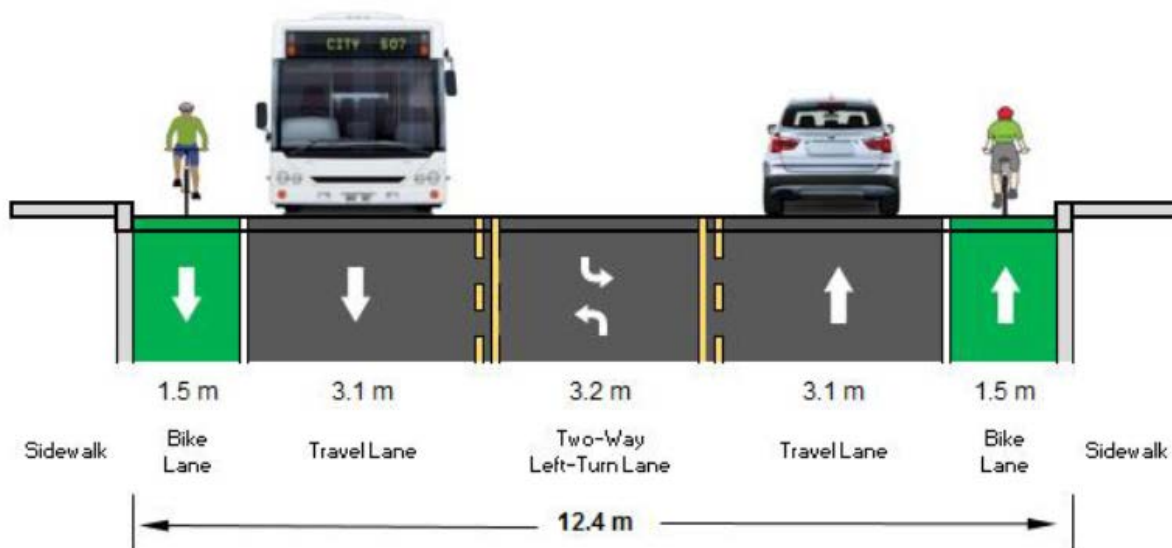 CITY 507
1.5 m
3.1 m
3.2 m
3.1 m
1.5 m
Sidewalk
Bike
Lane
Travel Lane
Two-Way
Left-Turn Lane
Travel Lane
Bike
Lane
Sidewalk
12.4 m